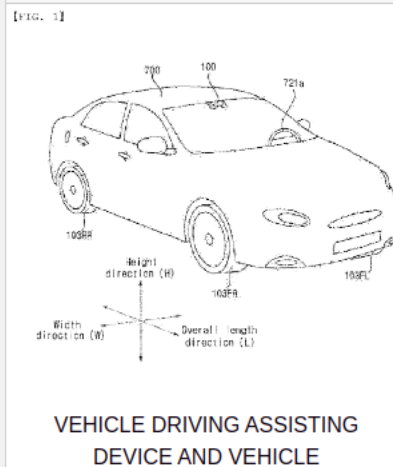 [FIG. 1]
700
100
721a
103RR
103FR
103FL
Height
direction (H)
Width
direction (W)
Overall length
direction (L)
VEHICLE DRIVING ASSISTING
DEVICE AND VEHICLE